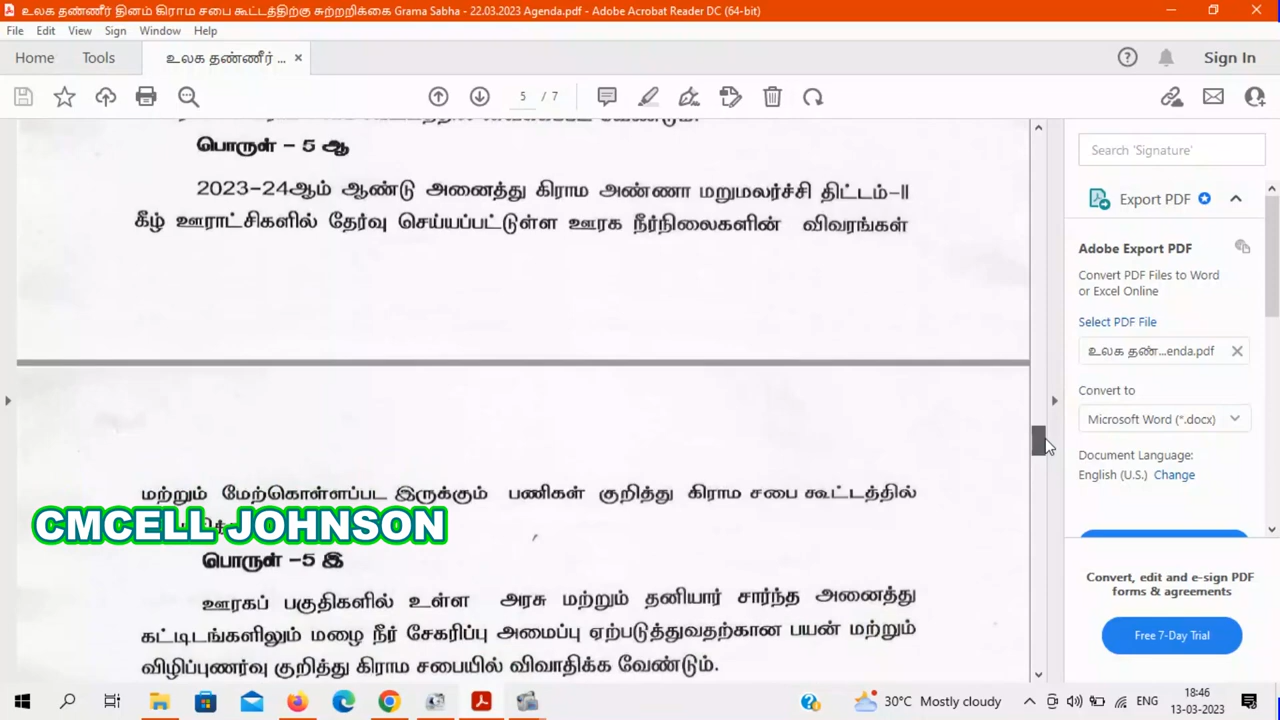 உலக தண்ணீர் தினம் கிராம சபை கூட்டத்திற்கு சுற்றறிக்கை Grama Sabha - 22.03.2023 Agenda.pdf - Adobe Acrobat Reader DC (64-bit)
File Edit View Sign Window Help
Home Tools உலக தண்ணீர் ... × Sign In
5 / 7
பொருள் – 5 ஆ
2023–24ஆம் ஆண்டு அனைத்து கிராம அண்ணா மறுமலர்ச்சி திட்டம்–II
கீழ் ஊராட்சிகளில் தேர்வு செய்யப்பட்டுள்ள ஊரக நீர்நிலைகளின் விவரங்கள்
மற்றும் மேற்கொள்ளப்பட இருக்கும் பணிகள் குறித்து கிராம சபை கூட்டத்தில்
CMCELL JOHNSON
பொருள் –5 இ
ஊரகப் பகுதிகளில் உள்ள அரசு மற்றும் தனியார் சார்ந்த அனைத்து
கட்டிடங்களிலும் மழை நீர் சேகரிப்பு அமைப்பு ஏற்படுத்துவதற்கான பயன் மற்றும்
விழிப்புணர்வு குறித்து கிராம சபையில் விவாதிக்க வேண்டும்.
Search 'Signature'
Export PDF
Adobe Export PDF
Convert PDF Files to Word
or Excel Online
Select PDF File
உலக தண்...enda.pdf
Convert to
Microsoft Word (*.docx)
Document Language:
English (U.S.) Change
Convert, edit and e-sign PDF
forms & agreements
Free 7-Day Trial
30°C Mostly cloudy ENG 18:46
13-03-2023